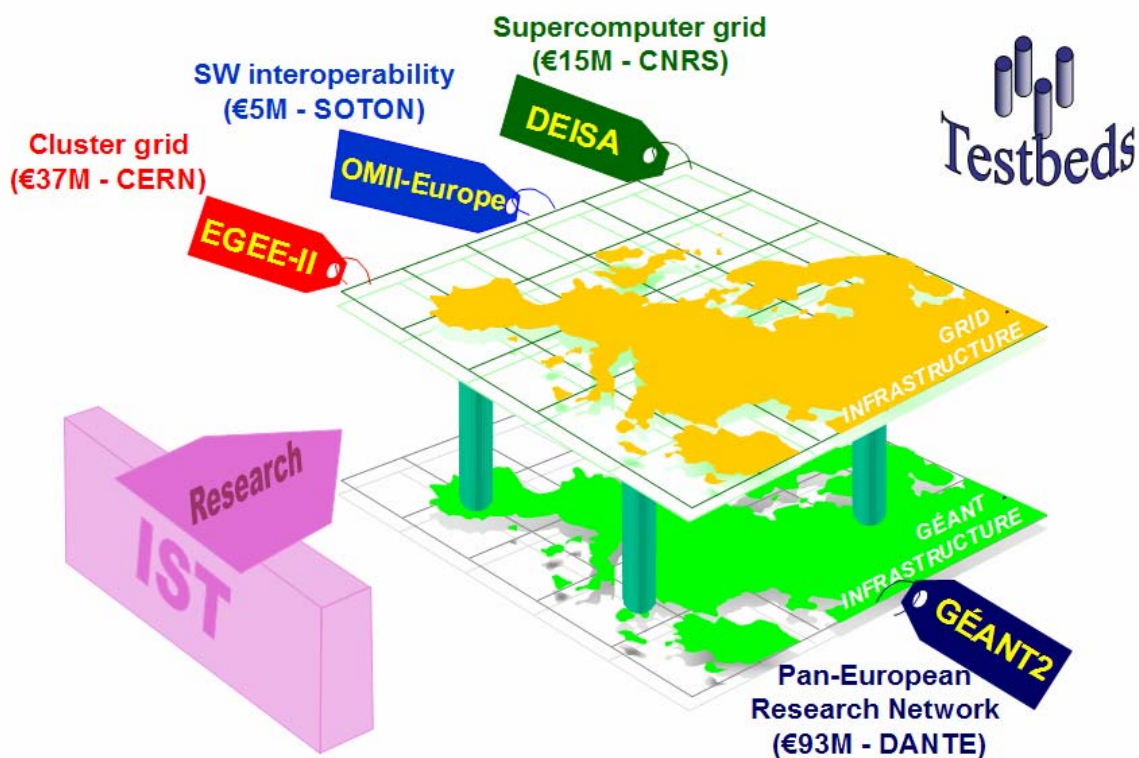 Supercomputer grid
(€15M - CNRS)
SW interoperability
(€5M - SOTON)
Cluster grid
(€37M - CERN)
DEISA
OMII-Europe
EGEE-II
Testbeds
GRID
INFRASTRUCTURE
Research
IST
GÉANT
INFRASTRUCTURE
GÉANT2
Pan-European
Research Network
(€93M - DANTE)